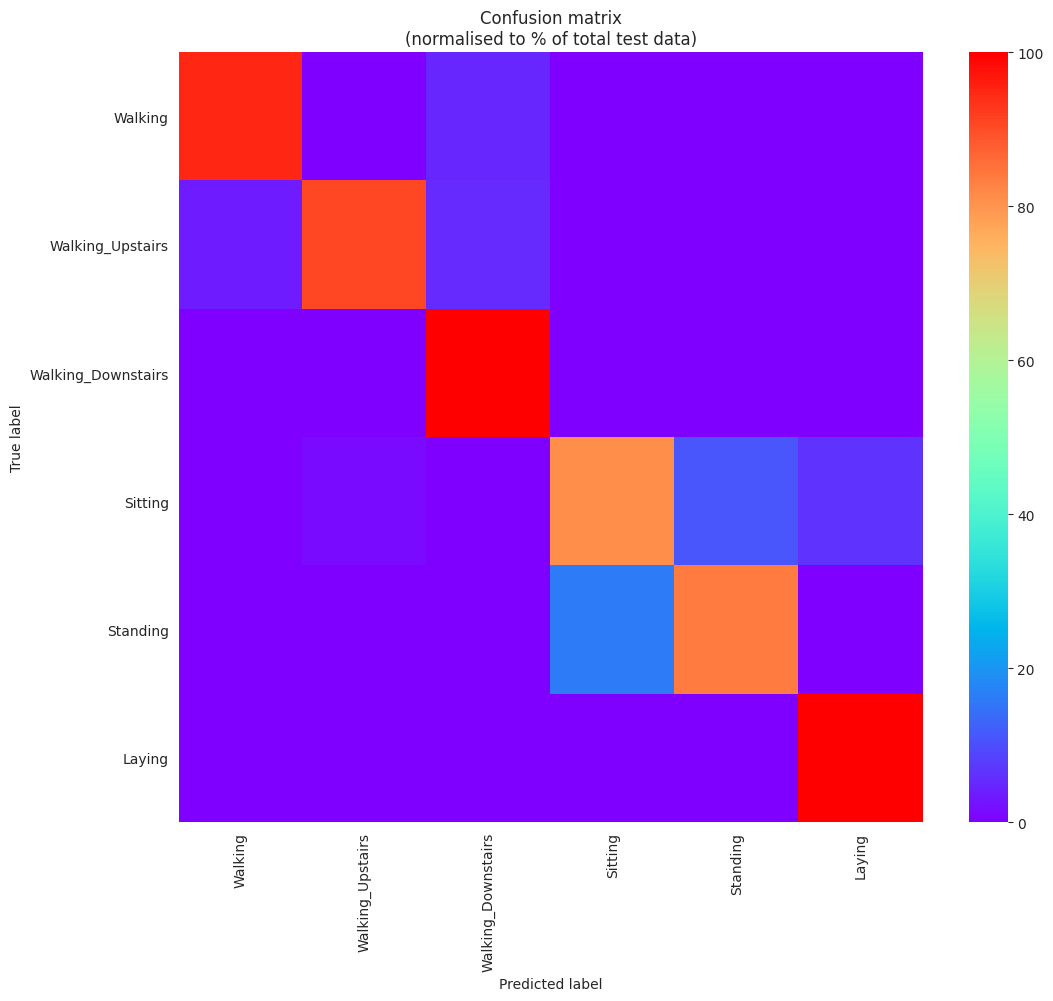 Confusion matrix
(normalised to % of total test data)
True label
Walking
Walking_Upstairs
Walking_Downstairs
Sitting
Standing
Laying
Walking
Walking_Upstairs
Walking_Downstairs
Sitting
Standing
Laying
Predicted label
100
80
60
40
20
0